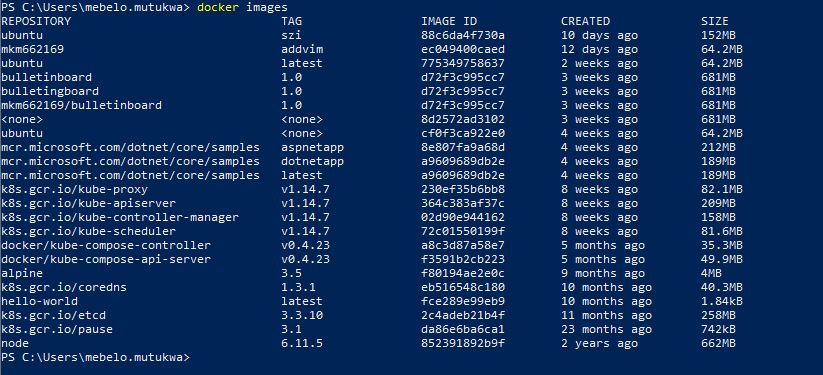 PS C:\Users\mebelo.mutukwa> docker images
REPOSITORY TAG IMAGE ID CREATED SIZE
ubuntu szi 88c6da4f730a 10 days ago 152MB
mkm662169 addvim ec049400caed 12 days ago 64.2MB
ubuntu latest 775349758637 2 weeks ago 64.2MB
bulletinboard 1.0 d72f3c995cc7 3 weeks ago 681MB
bulletingboard 1.0 d72f3c995cc7 3 weeks ago 681MB
mkm662169/bulletinboard 1.0 d72f3c995cc7 3 weeks ago 681MB
<none> <none> 8d2572ad3102 3 weeks ago 681MB
ubuntu <none> cf0f3ca922e0 4 weeks ago 64.2MB
mcr.microsoft.com/dotnet/core/samples aspnetapp 8e807fa9a68d 4 weeks ago 212MB
mcr.microsoft.com/dotnet/core/samples dotnetapp a9609689db2e 4 weeks ago 189MB
mcr.microsoft.com/dotnet/core/samples latest a9609689db2e 4 weeks ago 189MB
k8s.gcr.io/kube-proxy v1.14.7 230ef35b6bb8 8 weeks ago 82.1MB
k8s.gcr.io/kube-apiserver v1.14.7 364c383af37c 8 weeks ago 209MB
k8s.gcr.io/kube-controller-manager v1.14.7 02d90e944162 8 weeks ago 158MB
k8s.gcr.io/kube-scheduler v1.14.7 72c01550199f 8 weeks ago 81.6MB
docker/kube-compose-controller v0.4.23 a8c3d87a58e7 5 months ago 35.3MB
docker/kube-compose-api-server v0.4.23 f3591b2cb223 5 months ago 49.9MB
alpine 3.5 f80194ae2e0c 9 months ago 4MB
k8s.gcr.io/coredns 1.3.1 eb516548c180 10 months ago 40.3MB
hello-world latest fce289e99eb9 10 months ago 1.84kB
k8s.gcr.io/etcd 3.3.10 2c4adeb21b4f 11 months ago 258MB
k8s.gcr.io/pause 3.1 da86e6ba6ca1 23 months ago 742kB
node 6.11.5 852391892b9f 2 years ago 662MB
PS C:\Users\mebelo.mutukwa>